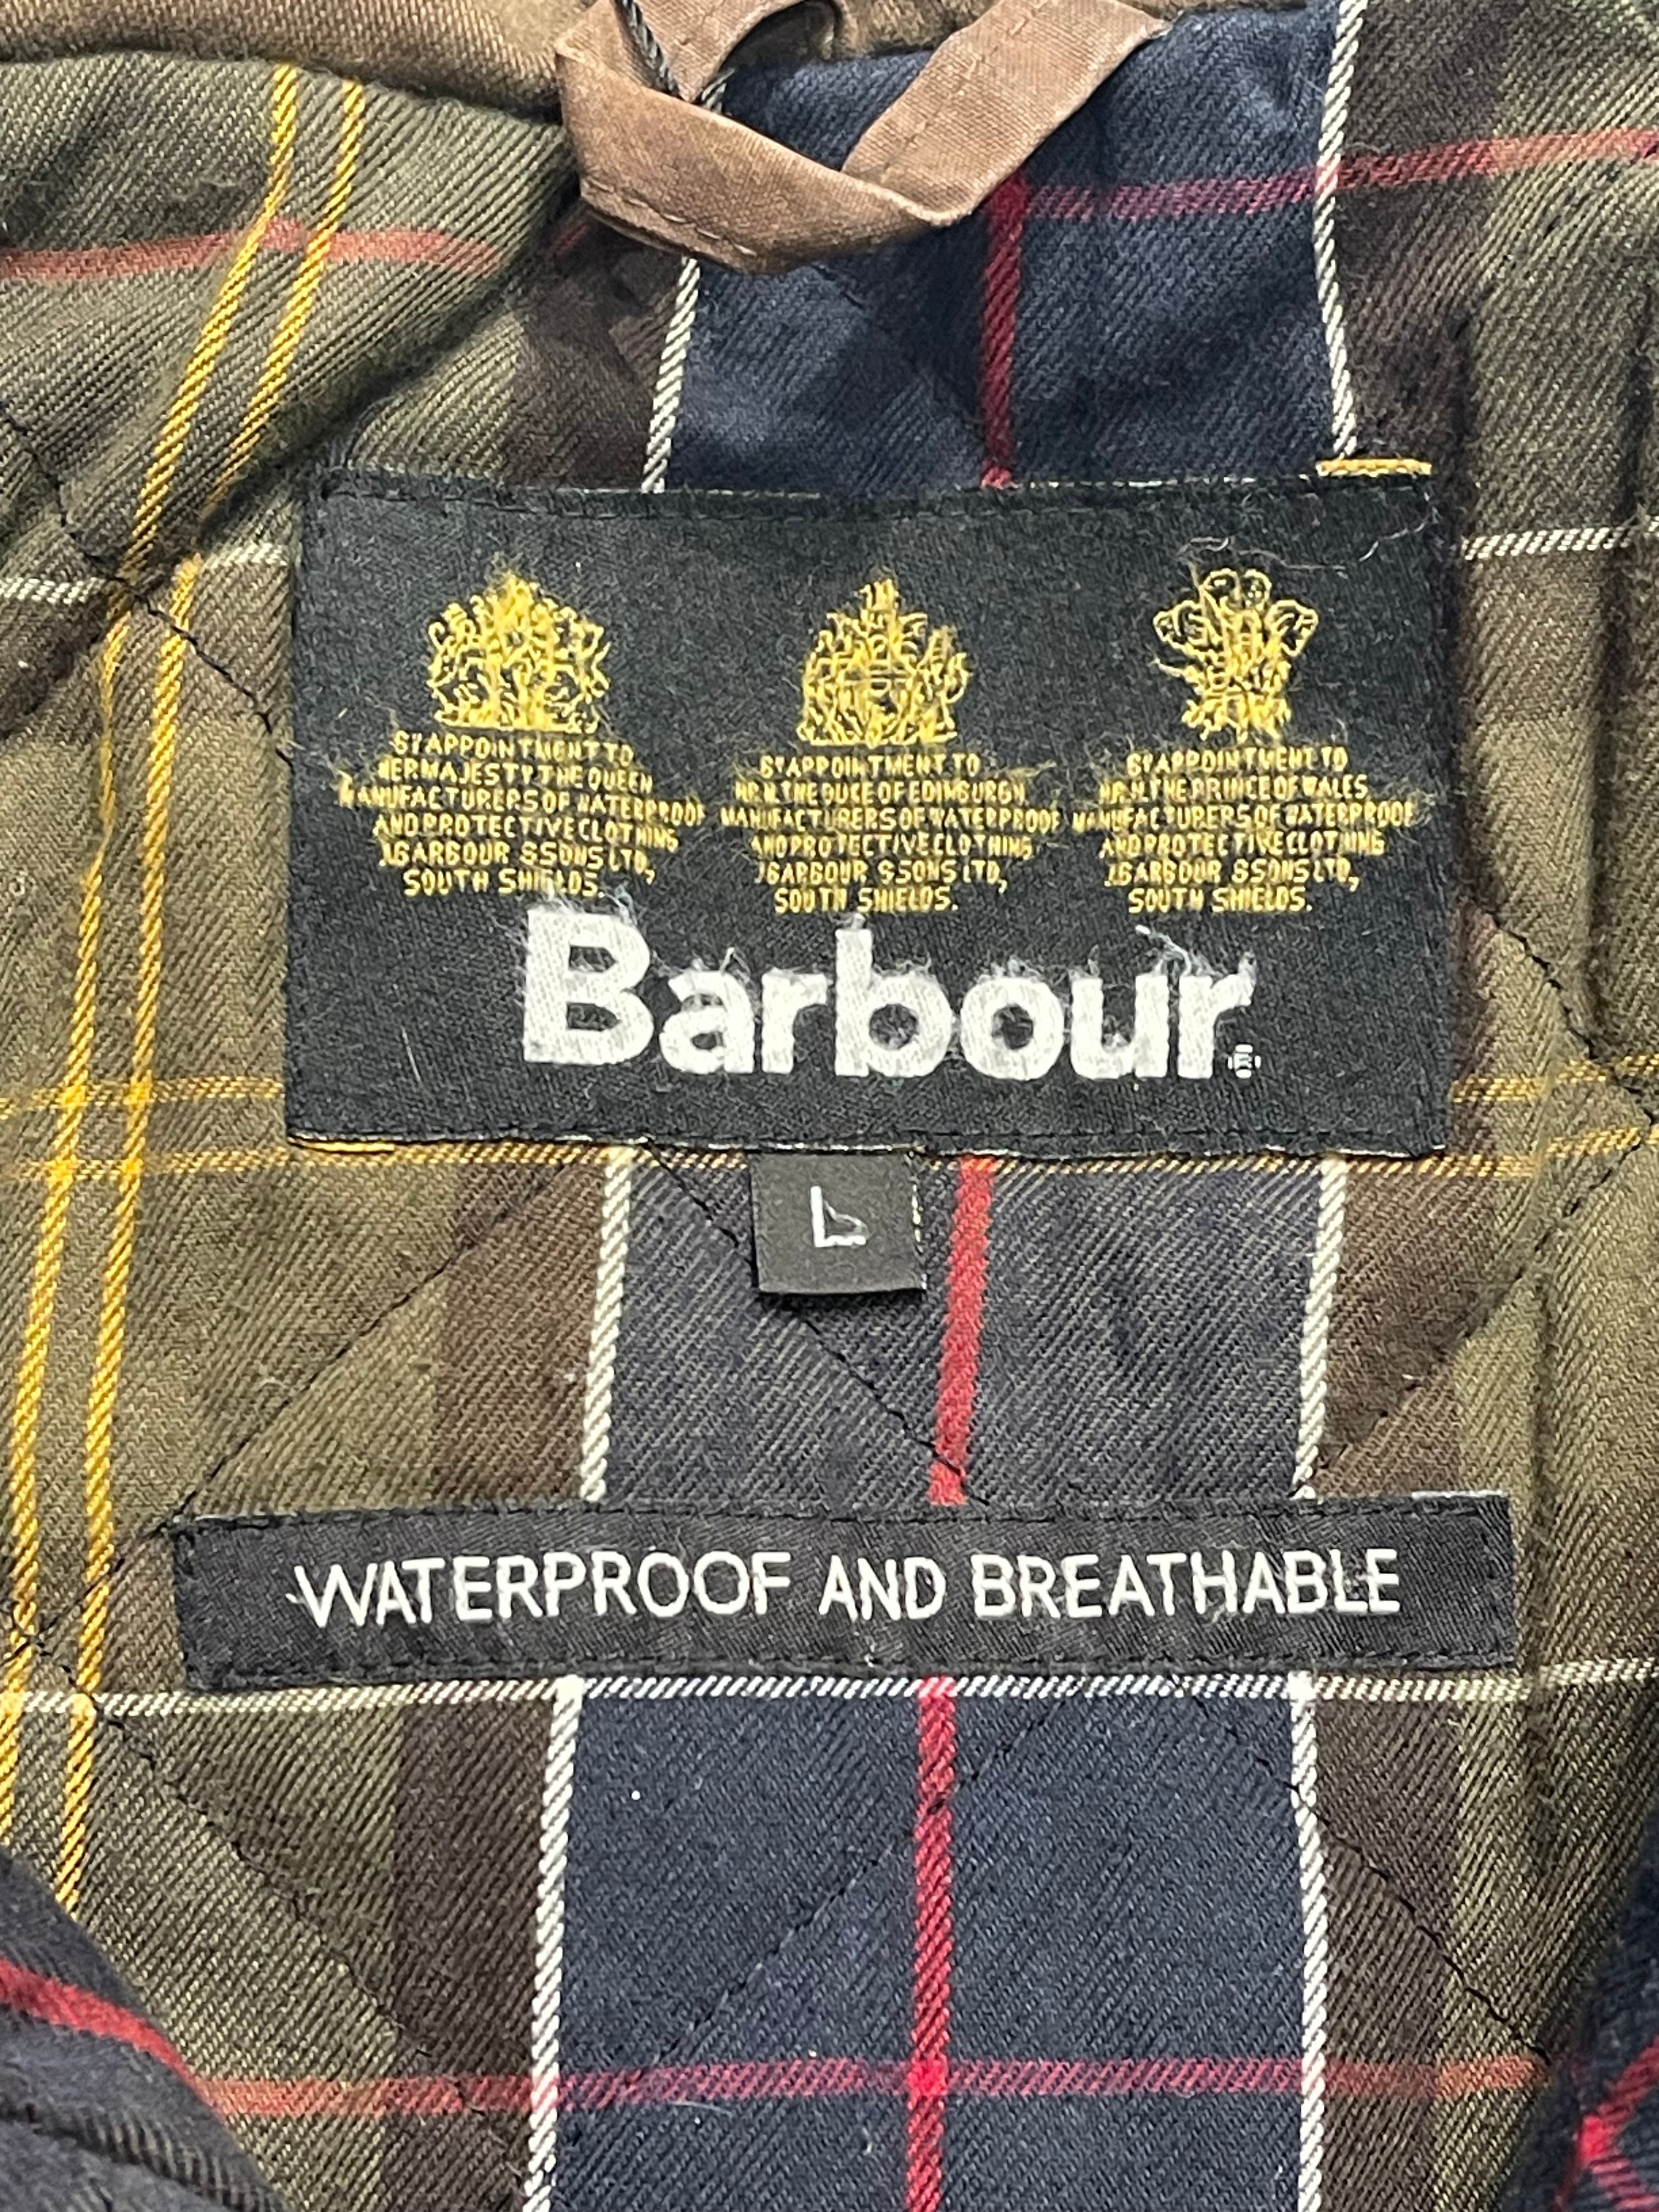 BY APPOINTMENT TO
HER MAJESTY THE QUEEN
MANUFACTURERS OF WATERPROOF
AND PROTECTIVE CLOTHING
J.BARBOUR & SONS LTD,
SOUTH SHIELDS.
BY APPOINTMENT TO
HR.H. THE DUKE OF EDINBURGH
MANUFACTURERS OF WATERPROOF
AND PROTECTIVE CLOTHING
J.BARBOUR & SONS LTD,
SOUTH SHIELDS.
BY APPOINTMENT TO
HR.H. THE PRINCE OF WALES
MANUFACTURERS OF WATERPROOF
AND PROTECTIVE CLOTHING
J.BARBOUR & SONS LTD,
SOUTH SHIELDS.
Barbour®
L
WATERPROOF AND BREATHABLE